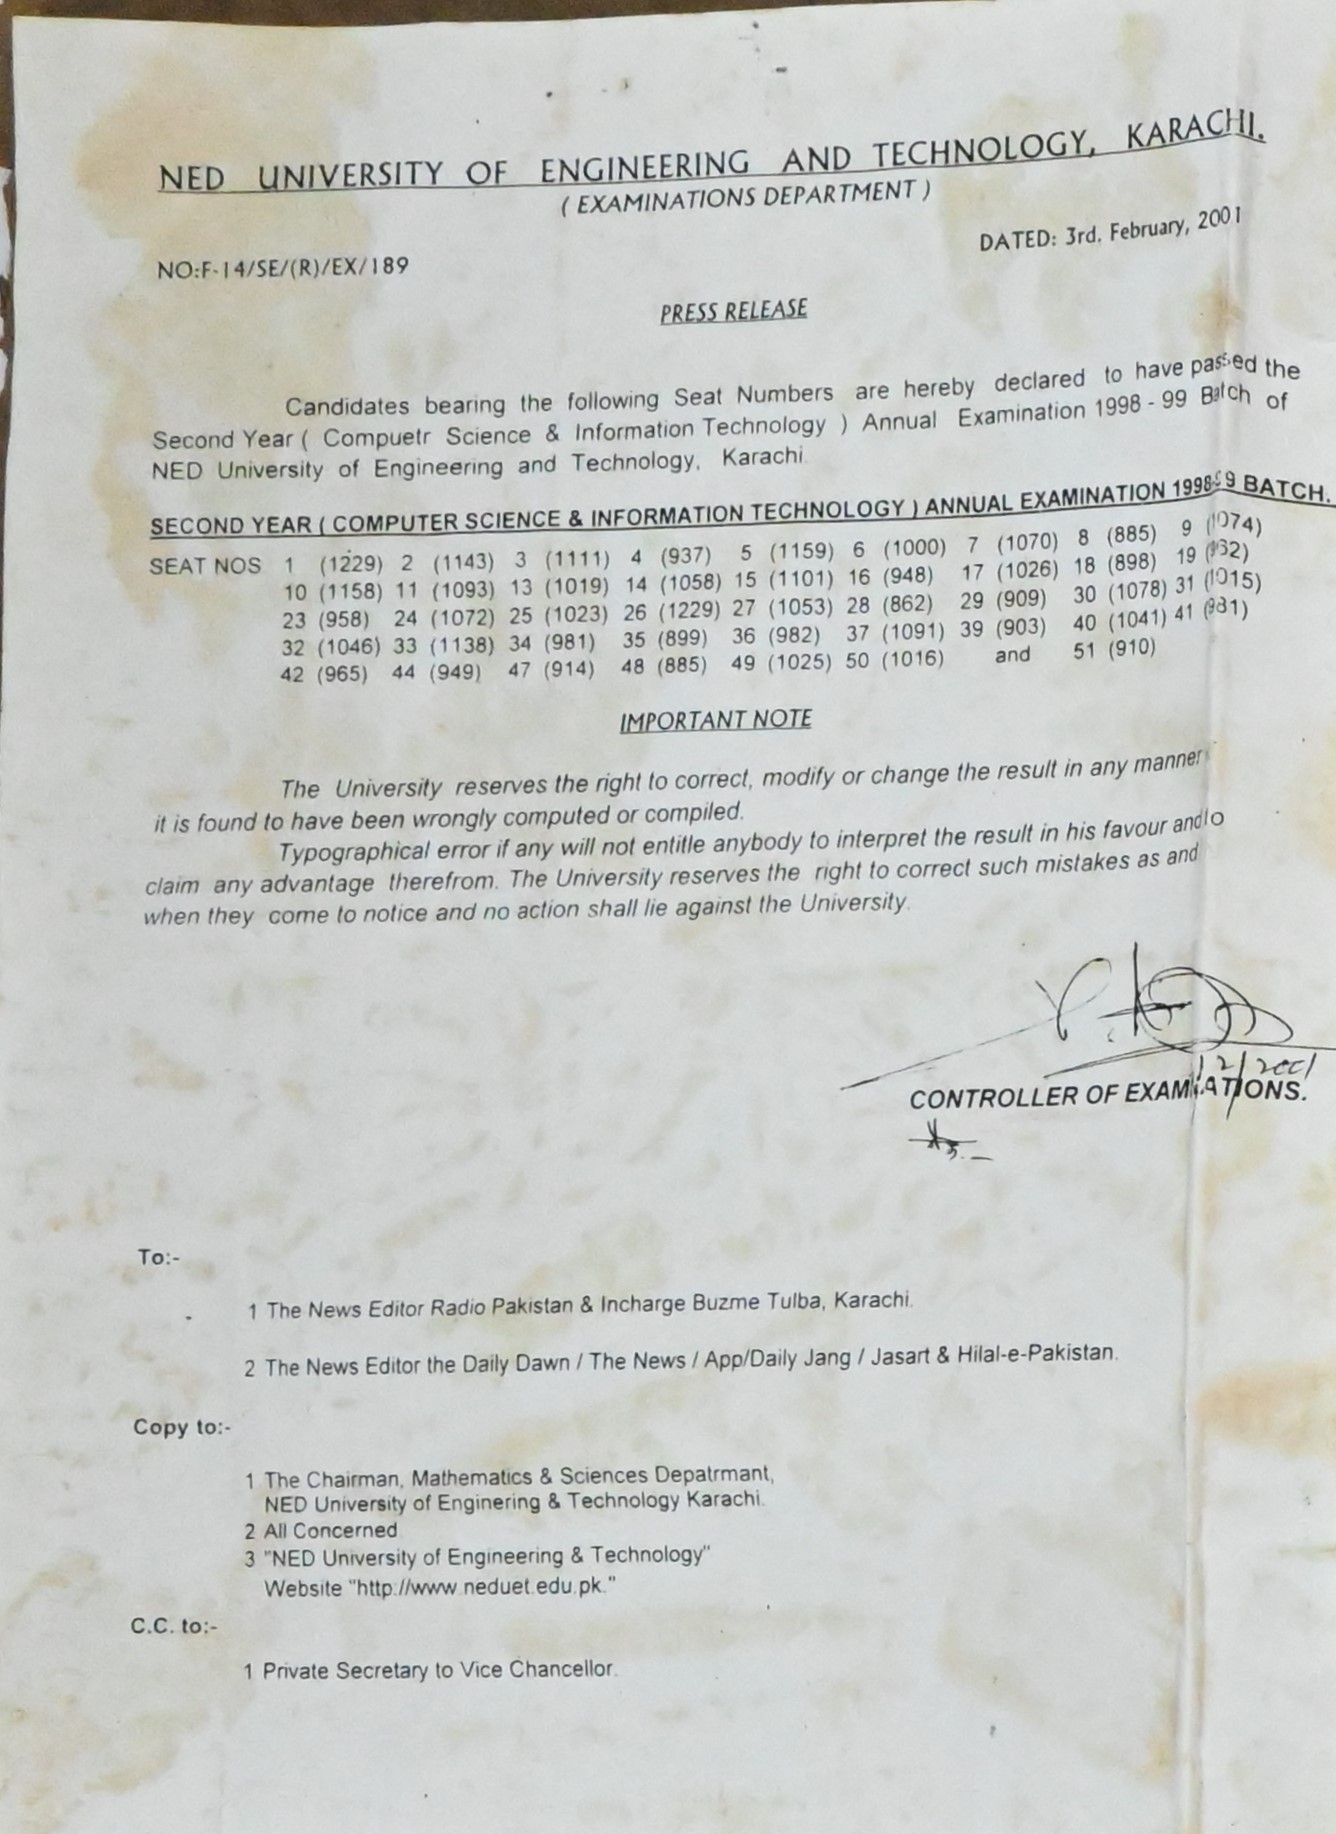 NED UNIVERSITY OF ENGINEERING AND TECHNOLOGY, KARACHI.
( EXAMINATIONS DEPARTMENT )
DATED: 3rd. February, 2001
NO:F-14/SE/(R)/EX/189
PRESS RELEASE
Candidates bearing the following Seat Numbers are hereby declared to have passed the
Second Year ( Compuetr Science & Information Technology ) Annual Examination 1998 - 99 Batch of
NED University of Engineering and Technology, Karachi.
SECOND YEAR ( COMPUTER SCIENCE & INFORMATION TECHNOLOGY ) ANNUAL EXAMINATION 1998-99 BATCH.
SEAT NOS 1 (1229) 2 (1143) 3 (1111) 4 (937) 5 (1159) 6 (1000) 7 (1070) 8 (885) 9 (1074)
10 (1158) 11 (1093) 13 (1019) 14 (1058) 15 (1101) 16 (948) 17 (1026) 18 (898) 19
23 (958) 24 (1072) 25 (1023) 26 (1229) 27 (1053) 28 (862) 29 (909) 30 (1078) 31 (1015)
32 (1046) 33 (1138) 34 (981) 35 (899) 36 (982) 37 (1091) 39 (903) 40 (1041) 41
42 (965) 44 (949) 47 (914) 48 (885) 49 (1025) 50 (1016) and 51 (910)
IMPORTANT NOTE
The University reserves the right to correct, modify or change the result in any manner
it is found to have been wrongly computed or compiled.
Typographical error if any will not entitle anybody to interpret the result in his favour and
claim any advantage therefrom. The University reserves the right to correct such mistakes as and
when they come to notice and no action shall lie against the University.
CONTROLLER OF EXAMINATIONS.
To:-
1 The News Editor Radio Pakistan & Incharge Buzme Tulba, Karachi.
2 The News Editor the Daily Dawn / The News / App/Daily Jang / Jasart & Hilal-e-Pakistan.
Copy to:-
1 The Chairman, Mathematics & Sciences Depatrmant,
NED University of Enginering & Technology Karachi.
2 All Concerned
3 "NED University of Engineering & Technology"
Website "http://www.neduet.edu.pk."
C.C. to:-
1 Private Secretary to Vice Chancellor.